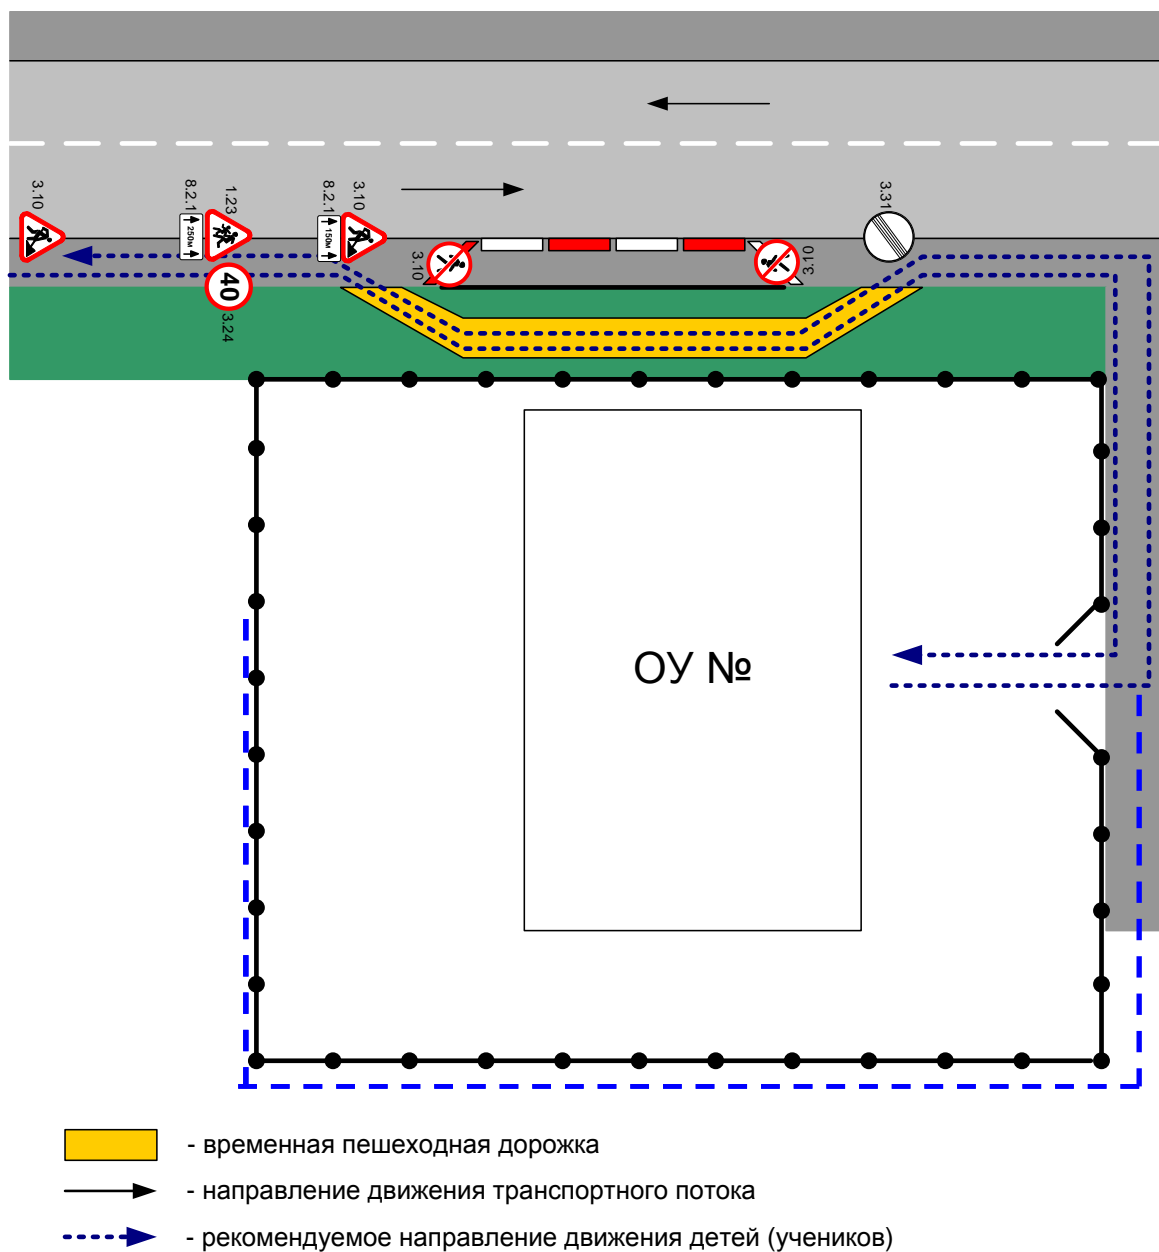 3.10
8.2.1
250м
1.23
40
3.24
8.2.1
150м
3.10
3.10
3.10
3.31
ОУ №
- временная пешеходная дорожка
- направление движения транспортного потока
- рекомендуемое направление движения детей (учеников)